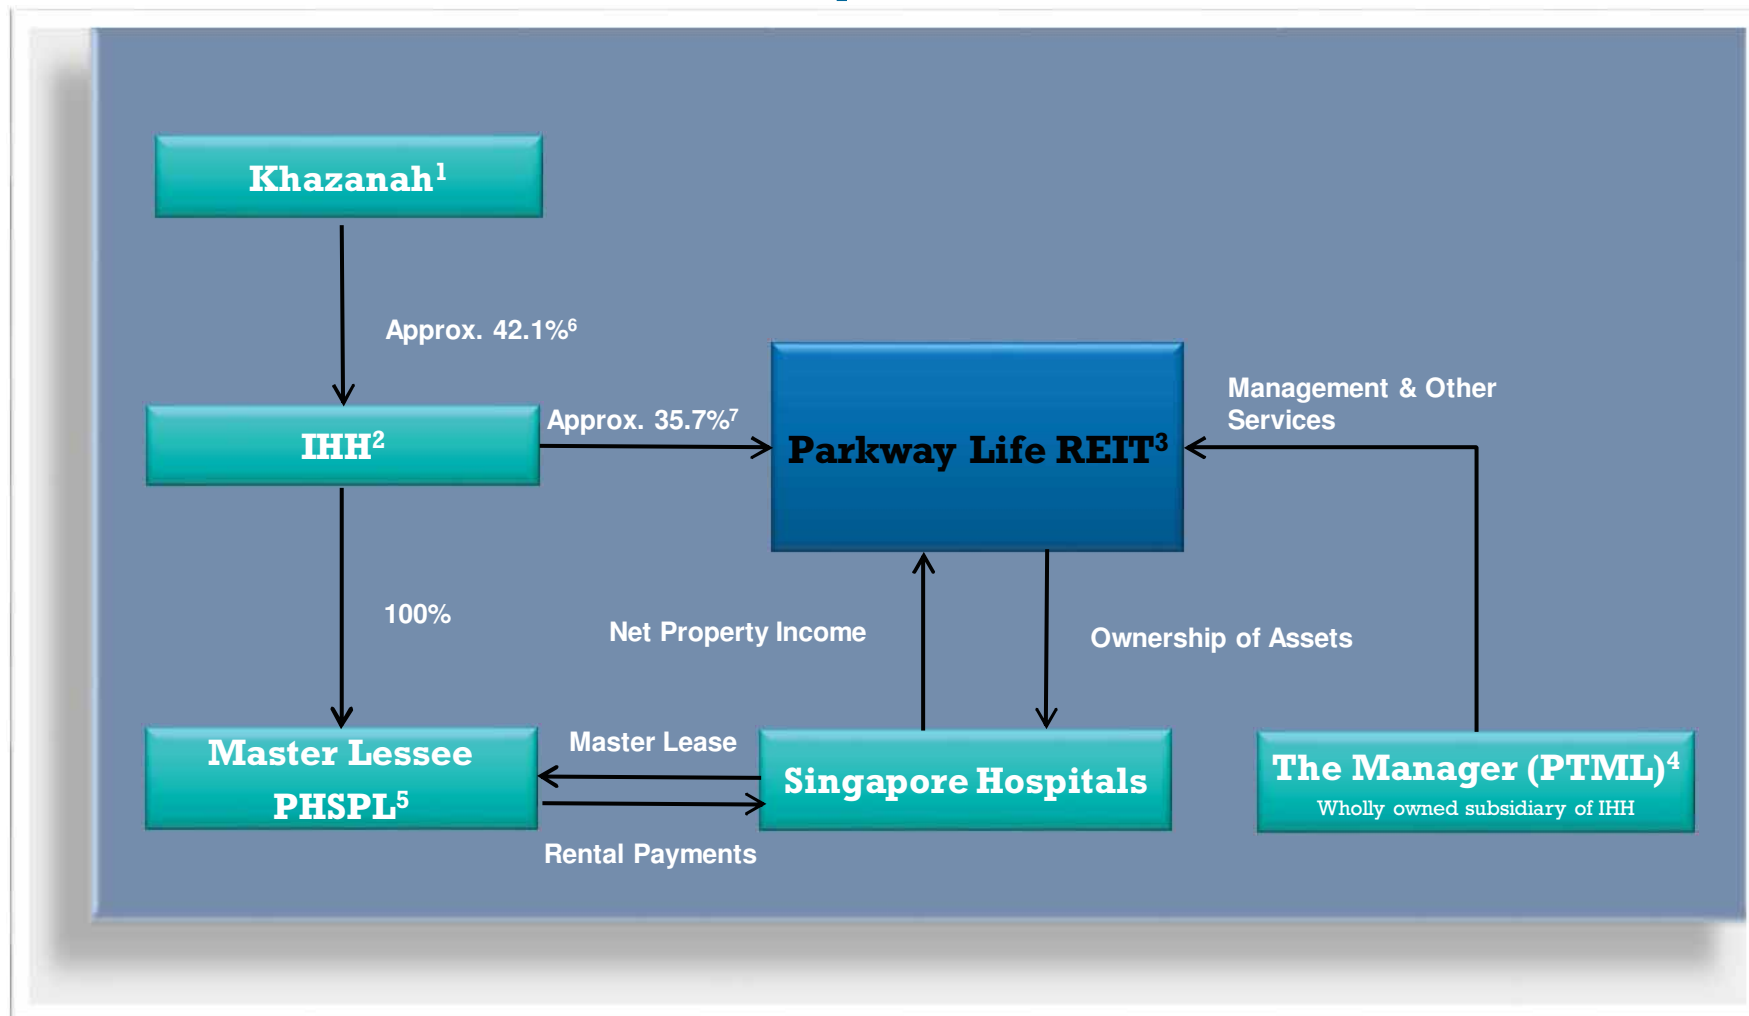 Khazanah1
Approx. 42.1%6
IHH2
Approx. 35.7%7
Parkway Life REIT3
Management & Other
Services
100%
Net Property Income
Ownership of Assets
Master Lessee
PHSPL5
Master Lease
Rental Payments
Singapore Hospitals
The Manager (PTML)4
Wholly owned subsidiary of IHH